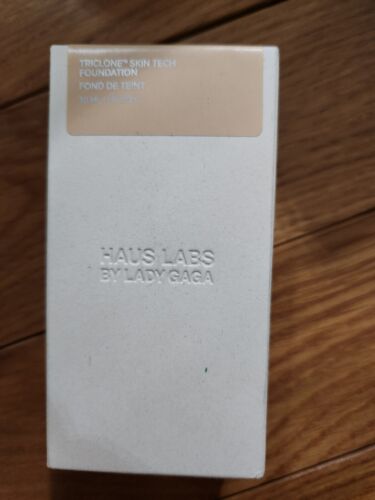 TRICLONE™ SKIN TECH
FOUNDATION
FOND DE TEINT
HAUS LABS
BY LADY GAGA